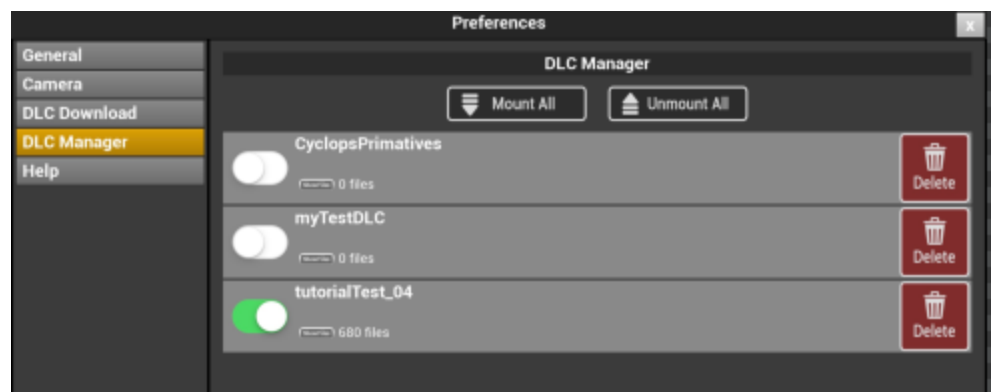 Preferences
x
General
Camera
DLC Download
DLC Manager
Help
DLC Manager
Mount All
Unmount All
CyclopsPrimatives
0 files
Delete
myTestDLC
0 files
Delete
tutorialTest_04
680 files
Delete